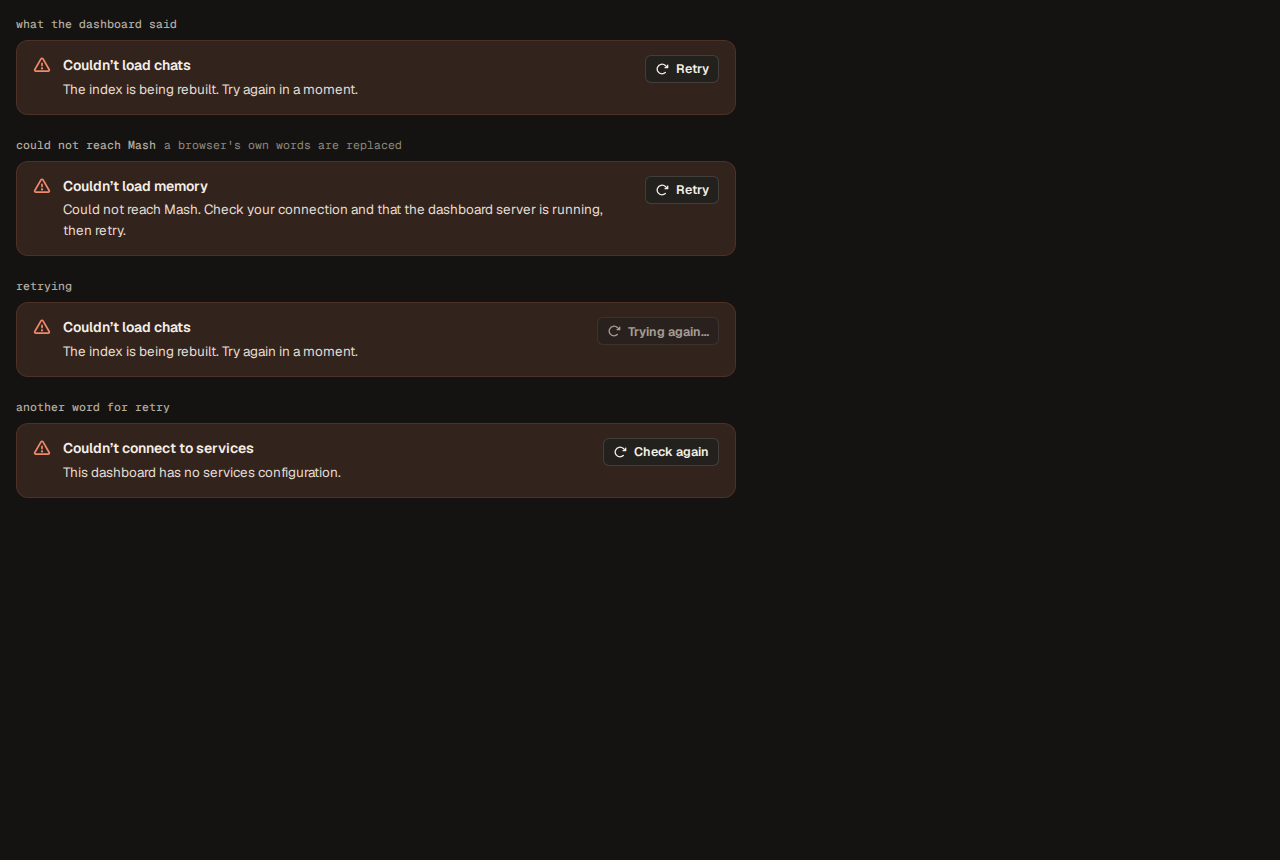 what the dashboard said
Couldn’t load chats
Retry
The index is being rebuilt. Try again in a moment.
could not reach Mash a browser's own words are replaced
Couldn’t load memory
Retry
Could not reach Mash. Check your connection and that the dashboard server is running,
then retry.
retrying
Couldn’t load chats
Trying again…
The index is being rebuilt. Try again in a moment.
another word for retry
Couldn’t connect to services
Check again
This dashboard has no services configuration.